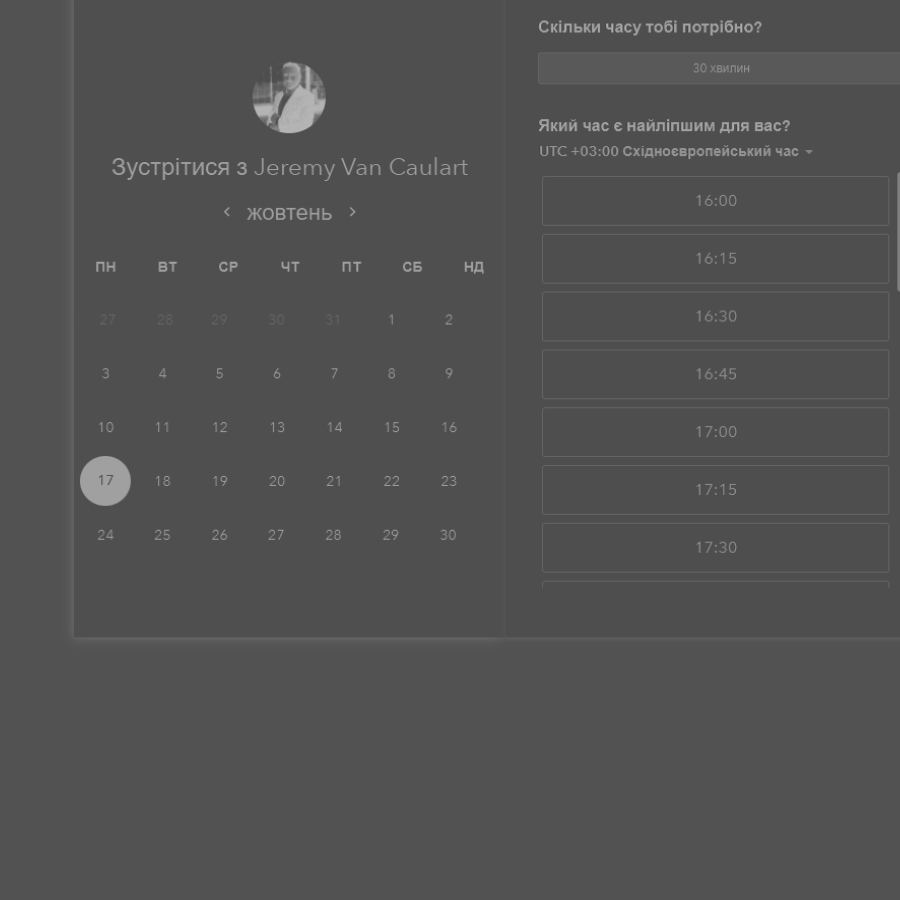 Зустрітися з Jeremy Van Caulart
жовтень
ПН ВТ СР ЧТ ПТ СБ НД
27 28 29 30 31 1 2
3 4 5 6 7 8 9
10 11 12 13 14 15 16
17 18 19 20 21 22 23
24 25 26 27 28 29 30
Скільки часу тобі потрібно?
30 хвилин
Який час є найліпшим для вас?
UTC +03:00 Східноєвропейський час
16:00
16:15
16:30
16:45
17:00
17:15
17:30